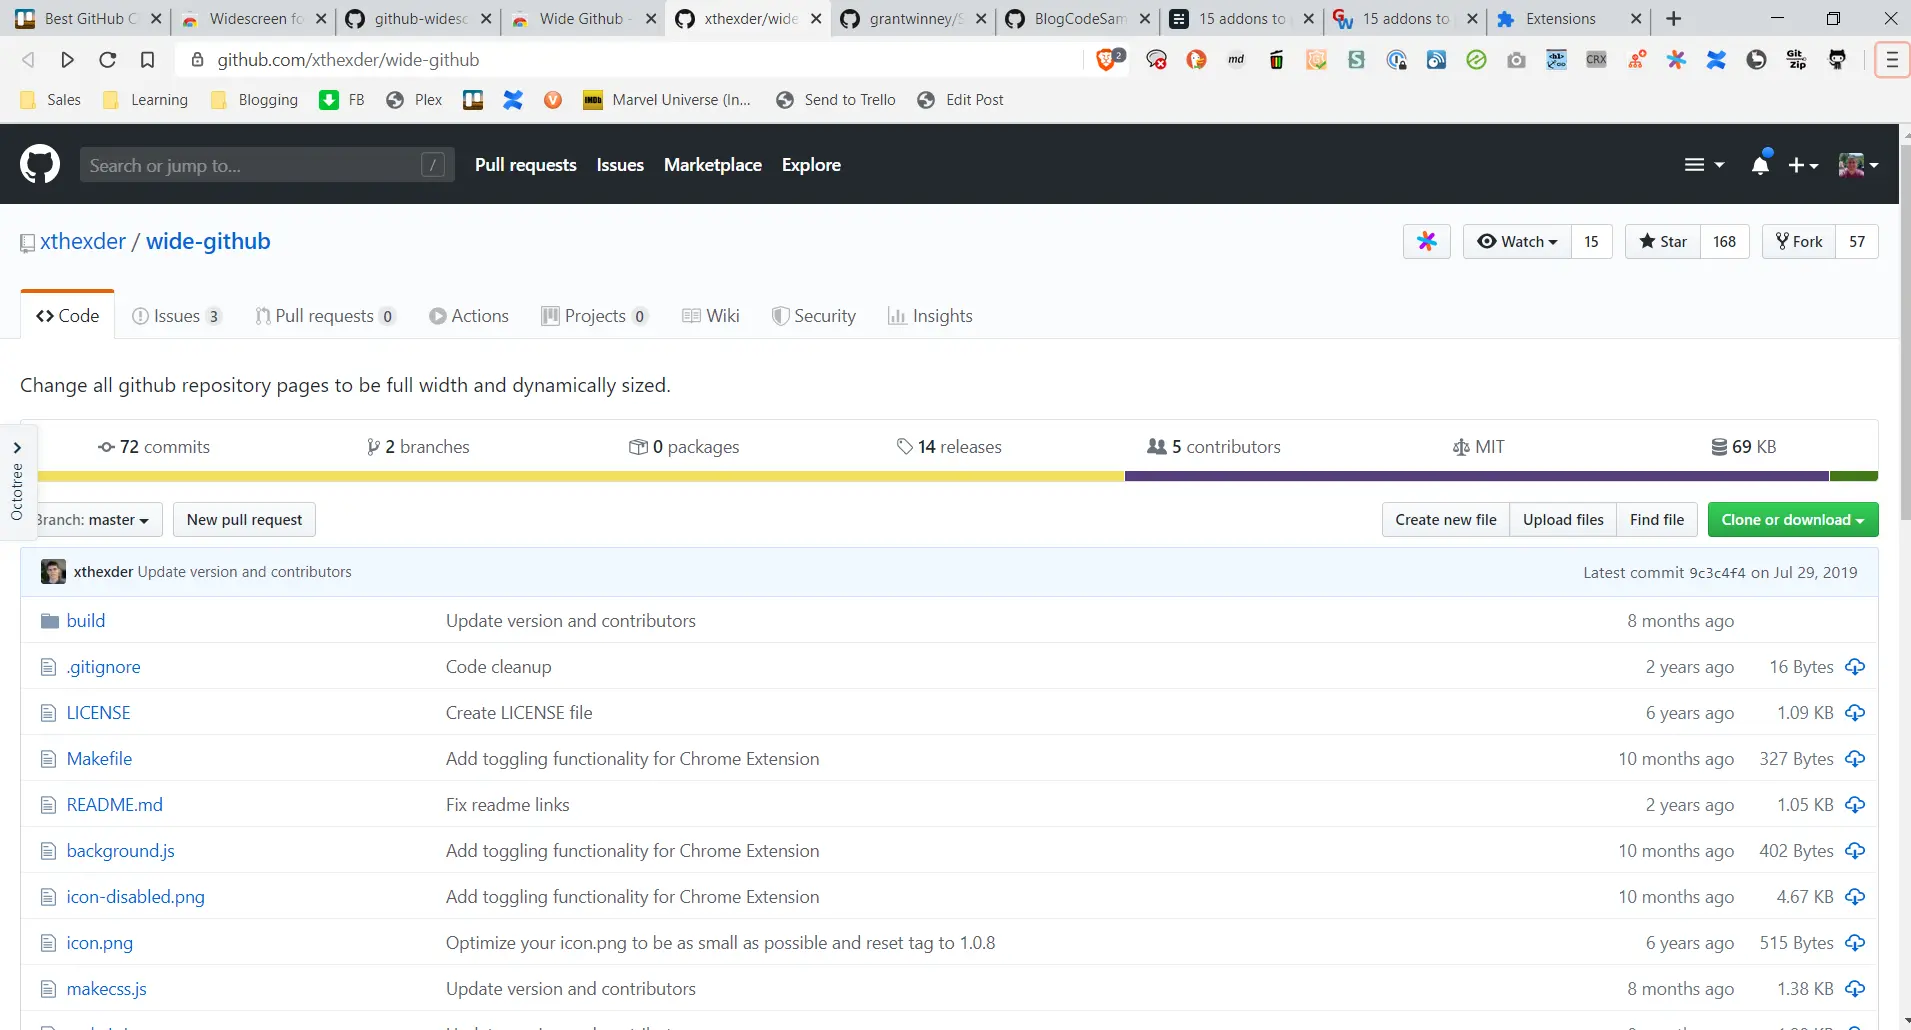 Best GitHub C Widescreen fo github-widesc Wide Github - xthexder/wide grantwinney/S BlogCodeSam 15 addons to 15 addons to Extensions
github.com/xthexder/wide-github 2 md CRX Git zip
Sales Learning Blogging FB Plex IMDb Marvel Universe (In... Send to Trello Edit Post
Search or jump to... / Pull requests Issues Marketplace Explore
xthexder / wide-github Watch 15 Star 168 Fork 57
Code Issues 3 Pull requests 0 Actions Projects 0 Wiki Security Insights
Change all github repository pages to be full width and dynamically sized.
72 commits 2 branches 0 packages 14 releases 5 contributors MIT 69 KB
Octotree
Branch: master New pull request Create new file Upload files Find file Clone or download
xthexder Update version and contributors Latest commit 9c3c4f4 on Jul 29, 2019
build Update version and contributors 8 months ago
.gitignore Code cleanup 2 years ago 16 Bytes
LICENSE Create LICENSE file 6 years ago 1.09 KB
Makefile Add toggling functionality for Chrome Extension 10 months ago 327 Bytes
README.md Fix readme links 2 years ago 1.05 KB
background.js Add toggling functionality for Chrome Extension 10 months ago 402 Bytes
icon-disabled.png Add toggling functionality for Chrome Extension 10 months ago 4.67 KB
icon.png Optimize your icon.png to be as small as possible and reset tag to 1.0.8 6 years ago 515 Bytes
makecss.js Update version and contributors 8 months ago 1.38 KB